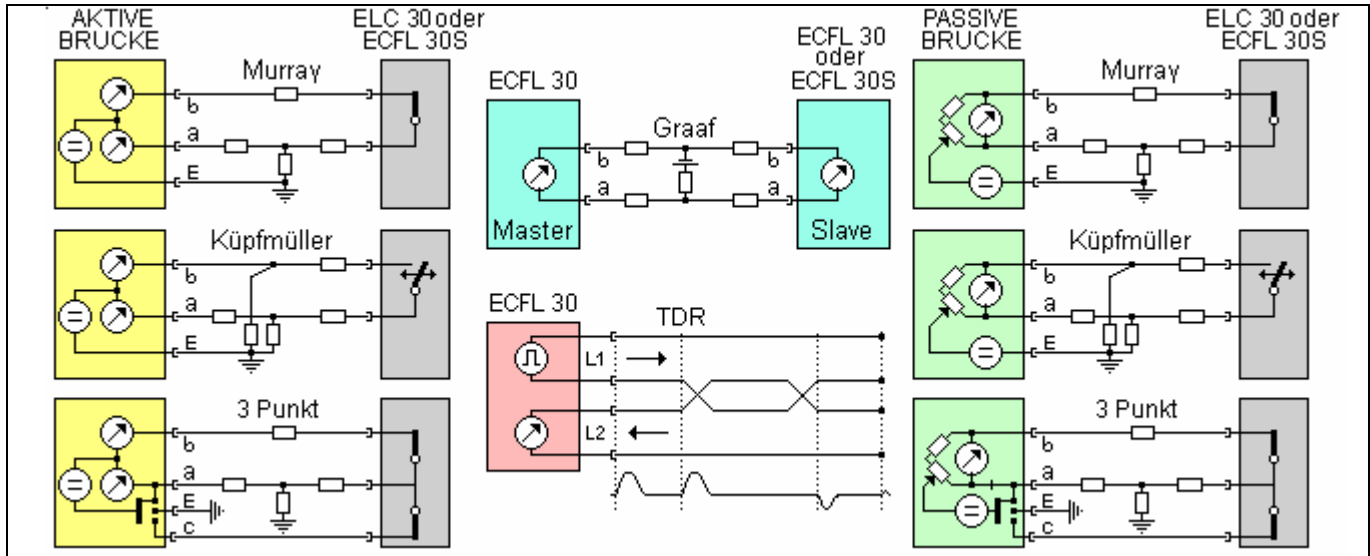 AKTIVE
BRUCKE
ELC 30 oder
ECFL 30S
Murray
b
a
E
Küpfmüller
b
a
E
3 Punkt
b
a
E
c
ECFL 30
ECFL 30
oder
ECFL 30S
Graaf
b
b
a
a
Master
Slave
ECFL 30
TDR
L1
L2
PASSIVE
BRUCKE
ELC 30 oder
ECFL 30S
Murray
b
a
E
Küpfmüller
b
a
E
3 Punkt
b
a
E
c